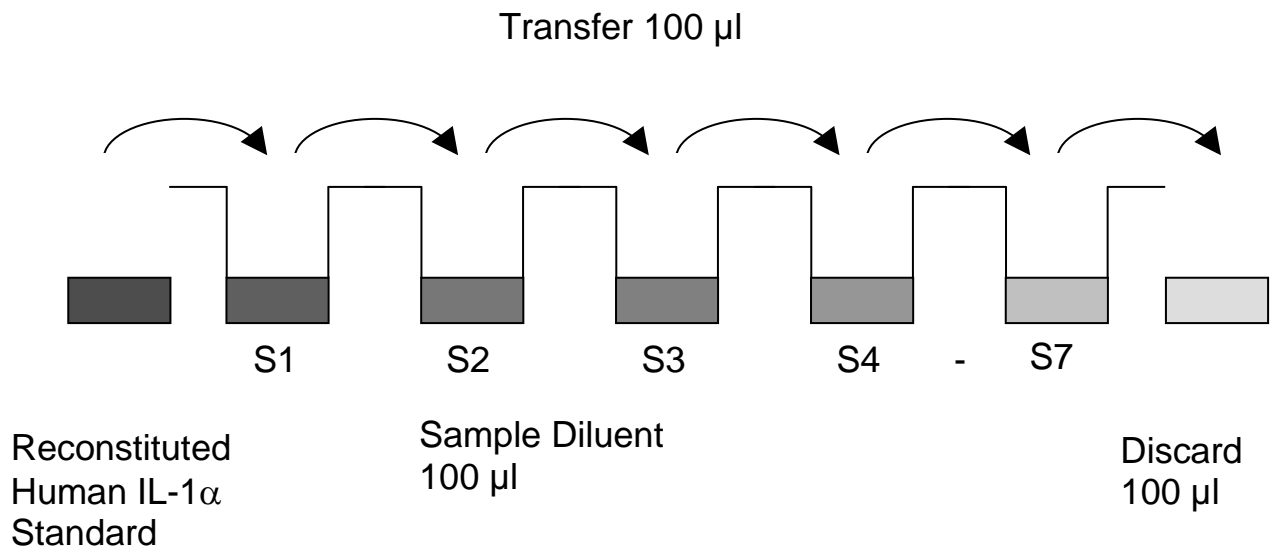 Transfer 100 µl
S1 S2 S3 S4 - S7
Reconstituted
Human IL-1α
Standard
Sample Diluent
100 µl
Discard
100 µl